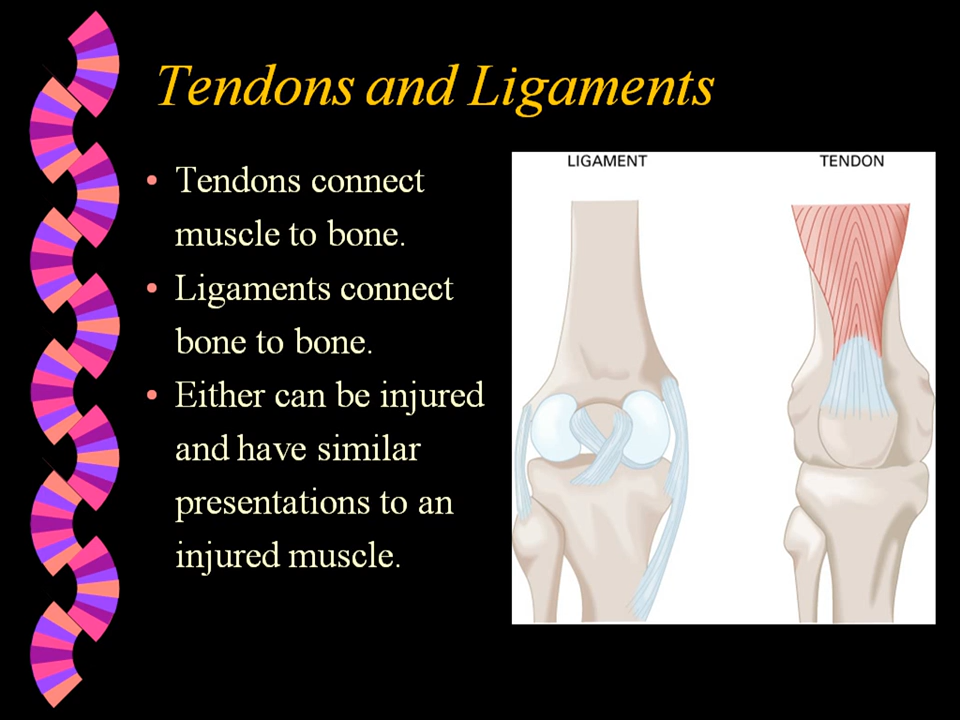 Tendons and Ligaments
• Tendons connect
muscle to bone.
• Ligaments connect
bone to bone.
• Either can be injured
and have similar
presentations to an
injured muscle.
LIGAMENT
TENDON